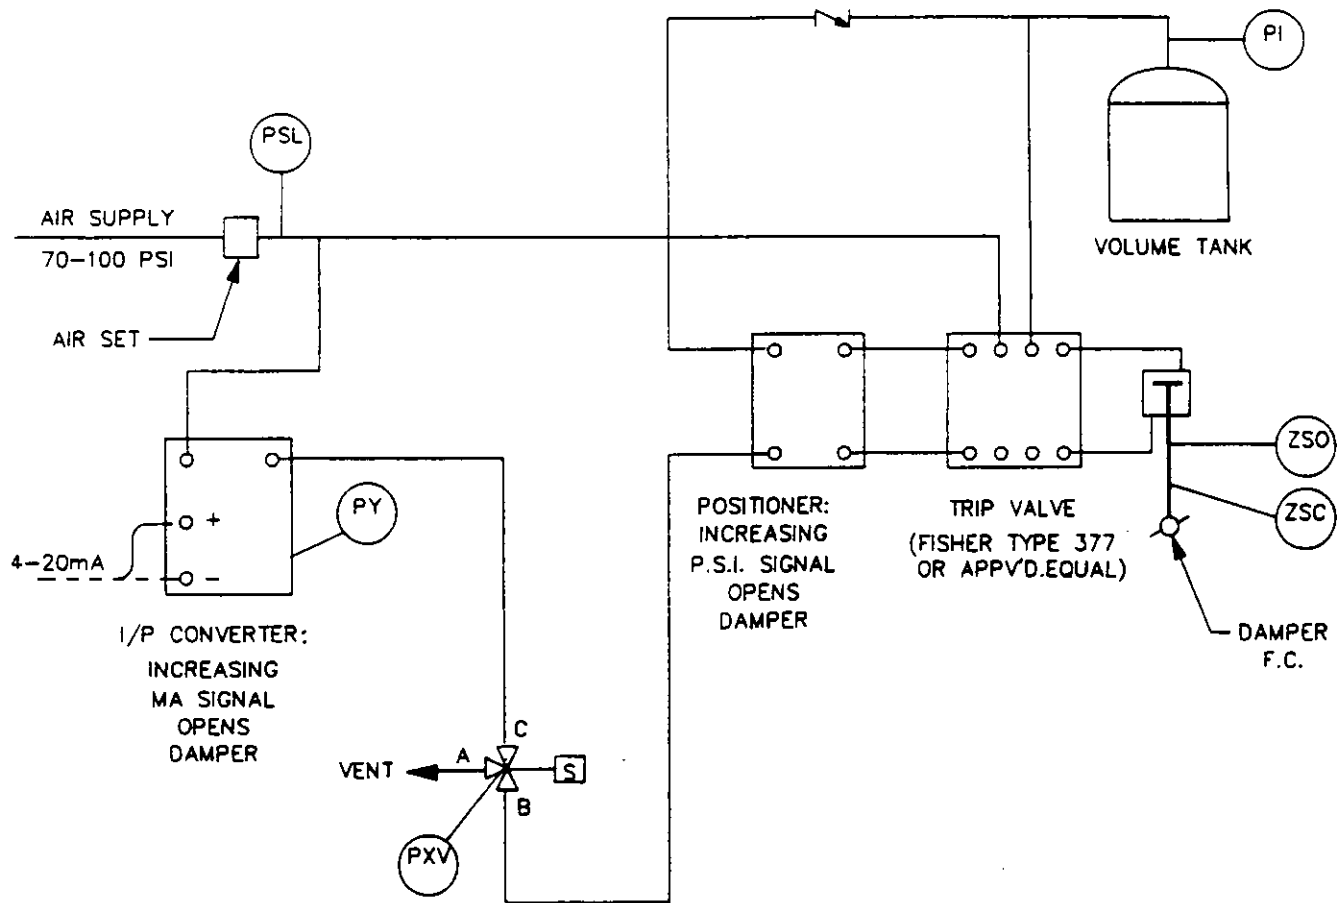 PI
PSL
AIR SUPPLY
70-100 PSI
AIR SET
VOLUME TANK
ZSO
ZSC
PY
+
4-20mA
-
POSITIONER:
INCREASING
P.S.I. SIGNAL
OPENS
DAMPER
TRIP VALVE
(FISHER TYPE 377
OR APPV'D.EQUAL)
DAMPER
F.C.
I/P CONVERTER:
INCREASING
MA SIGNAL
OPENS
DAMPER
C
VENT
A
S
B
PXV